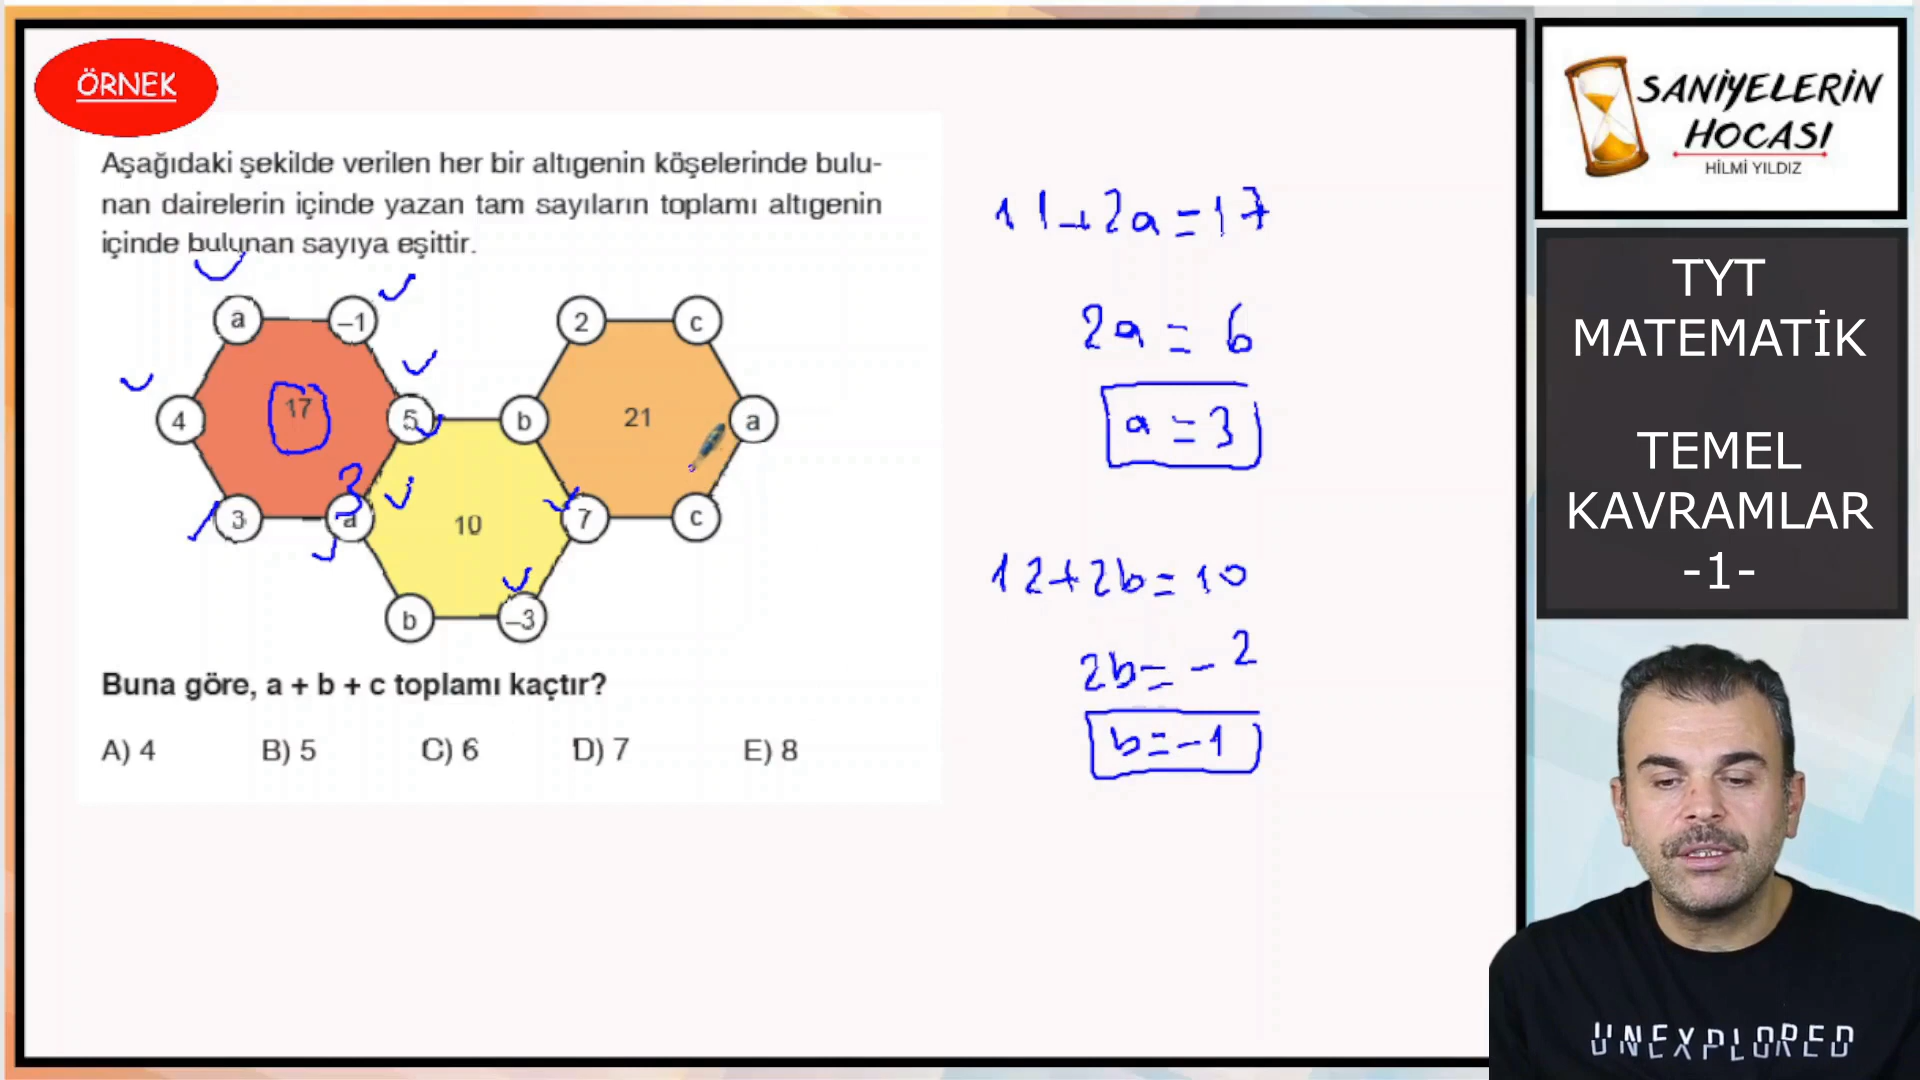 ÖRNEK
Aşağıdaki şekilde verilen her bir altıgenin köşelerinde bulu-
nan dairelerin içinde yazan tam sayıların toplamı altıgenin
içinde bulunan sayıya eşittir.
a
–1
2
c
4
17
5
b
21
a
3
3
a
10
7
c
b
–3
Buna göre, a + b + c toplamı kaçtır?
A) 4 B) 5 C) 6 D) 7 E) 8
11+2a=17
2a = 6
a = 3
12+2b=10
2b=-2
b=-1
SANİYELERİN
HOCASI
HİLMİ YILDIZ
TYT
MATEMATİK
TEMEL
KAVRAMLAR
-1-
UNEXPLORED